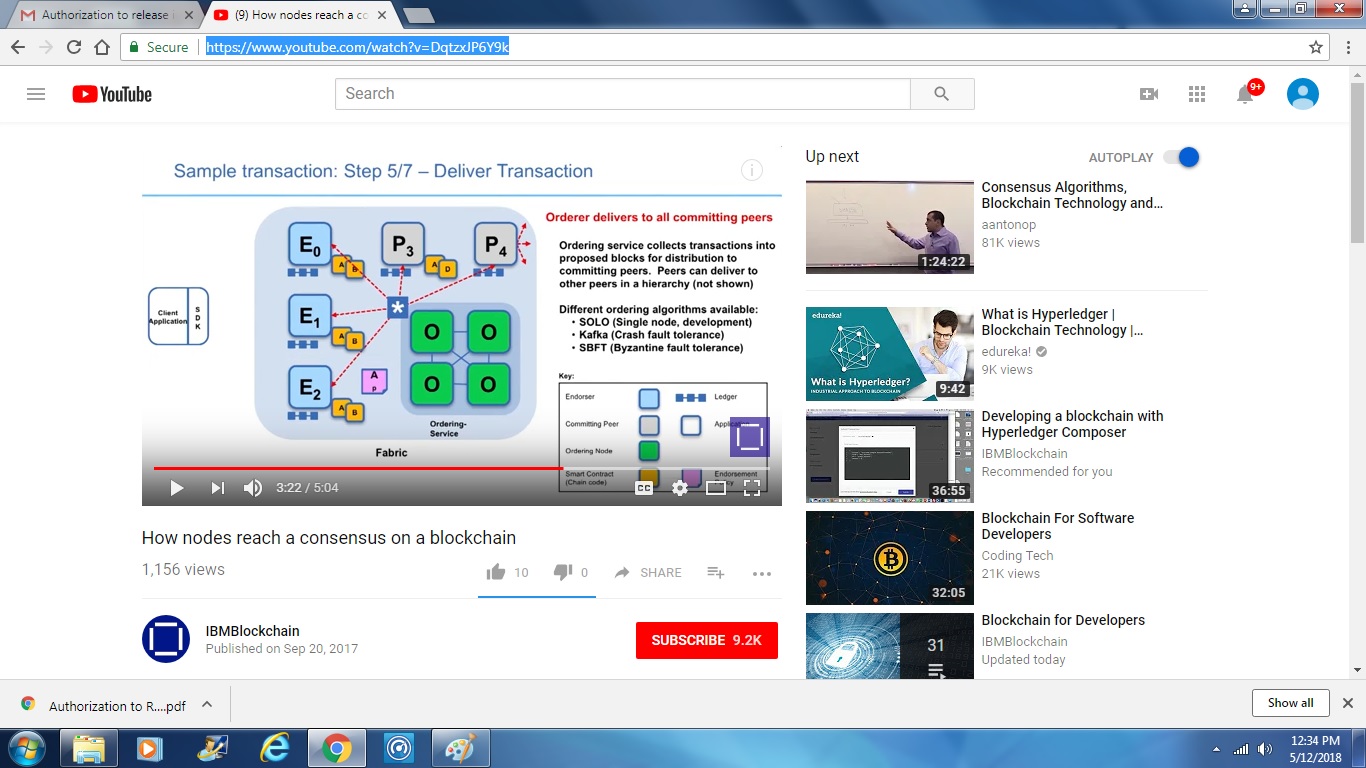 Authorization to release i
(9) How nodes reach a co
Secure
https://www.youtube.com/watch?v=DqtzxJP6Y9k
YouTube
Search
9+
Sample transaction: Step 5/7 – Deliver Transaction
Orderer delivers to all committing peers
Ordering service collects transactions into
proposed blocks for distribution to
committing peers. Peers can deliver to
other peers in a hierarchy (not shown)
Different ordering algorithms available:
• SOLO (Single node, development)
• Kafka (Crash fault tolerance)
• SBFT (Byzantine fault tolerance)
Client
Application
SDK
E0
A B
P3
A D
P4
E1
A B
*
O O
O O
E2
A B
A
P
Ordering-
Service
Fabric
Key:
Endorser
Ledger
Committing Peer
Ordering Node
Smart Contract
(Chain code)
Endorsement
3:22 / 5:04
CC
How nodes reach a consensus on a blockchain
1,156 views
10
0
SHARE
IBMBlockchain
Published on Sep 20, 2017
SUBSCRIBE 9.2K
Up next
AUTOPLAY
1:24:22
Consensus Algorithms,
Blockchain Technology and...
aantonop
81K views
edureka!
What is Hyperledger?
INDUSTRIAL APPROACH TO BLOCKCHAIN
9:42
What is Hyperledger |
Blockchain Technology |...
edureka!
9K views
36:55
Developing a blockchain with
Hyperledger Composer
IBMBlockchain
Recommended for you
32:05
Blockchain For Software
Developers
Coding Tech
21K views
31
Blockchain for Developers
IBMBlockchain
Updated today
Authorization to R....pdf
Show all
12:34 PM
5/12/2018